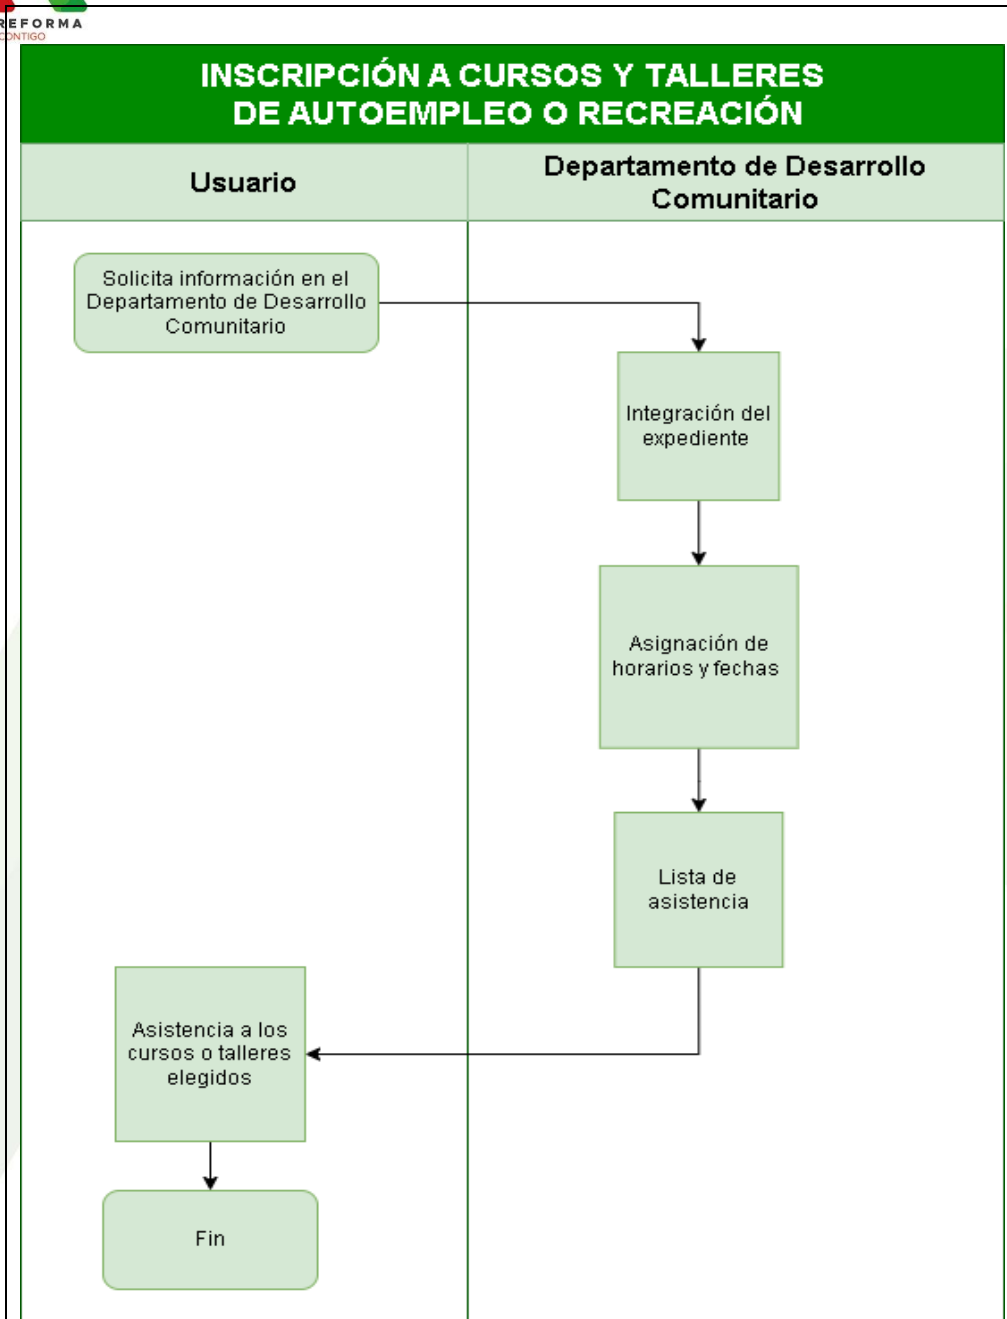 REFORMA
CONTIGO
INSCRIPCIÓN A CURSOS Y TALLERES
DE AUTOEMPLEO O RECREACIÓN
Usuario
Departamento de Desarrollo
Comunitario
Solicita información en el
Departamento de Desarrollo
Comunitario
Integración del
expediente
Asignación de
horarios y fechas
Lista de
asistencia
Asistencia a los
cursos o talleres
elegidos
Fin